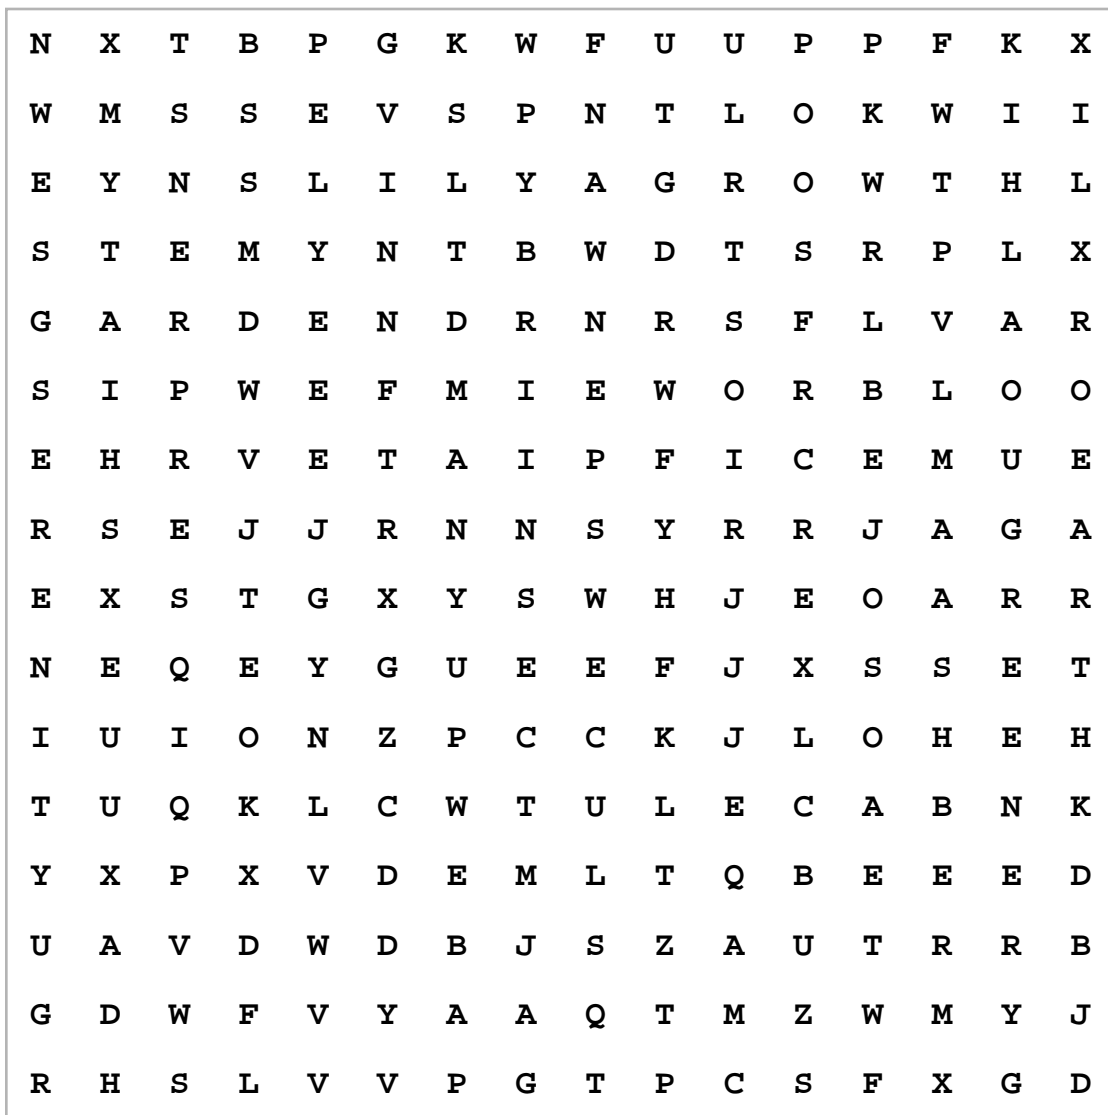 N X T B P G K W F U U P P F K X
W M S S E V S P N T L O K W I I
E Y N S L I L Y A G R O W T H L
S T E M Y N T B W D T S R P L X
G A R D E N D R N R S F L V A R
S I P W E F M I E W O R B L O O
E H R V E T A I P F I C E M U E
R S E J J R N N S Y R R J A G A
E X S T G X Y S W H J E O A R R
N E Q E Y G U E E F J X S S E T
I U I O N Z P C C K J L O H E H
T U Q K L C W T U L E C A B N K
Y X P X V D E M L T Q B E E E D
U A V D W D B J S Z A U T R R B
G D W F V Y A A Q T M Z W M Y J
R H S L V V P G T P C S F X G D